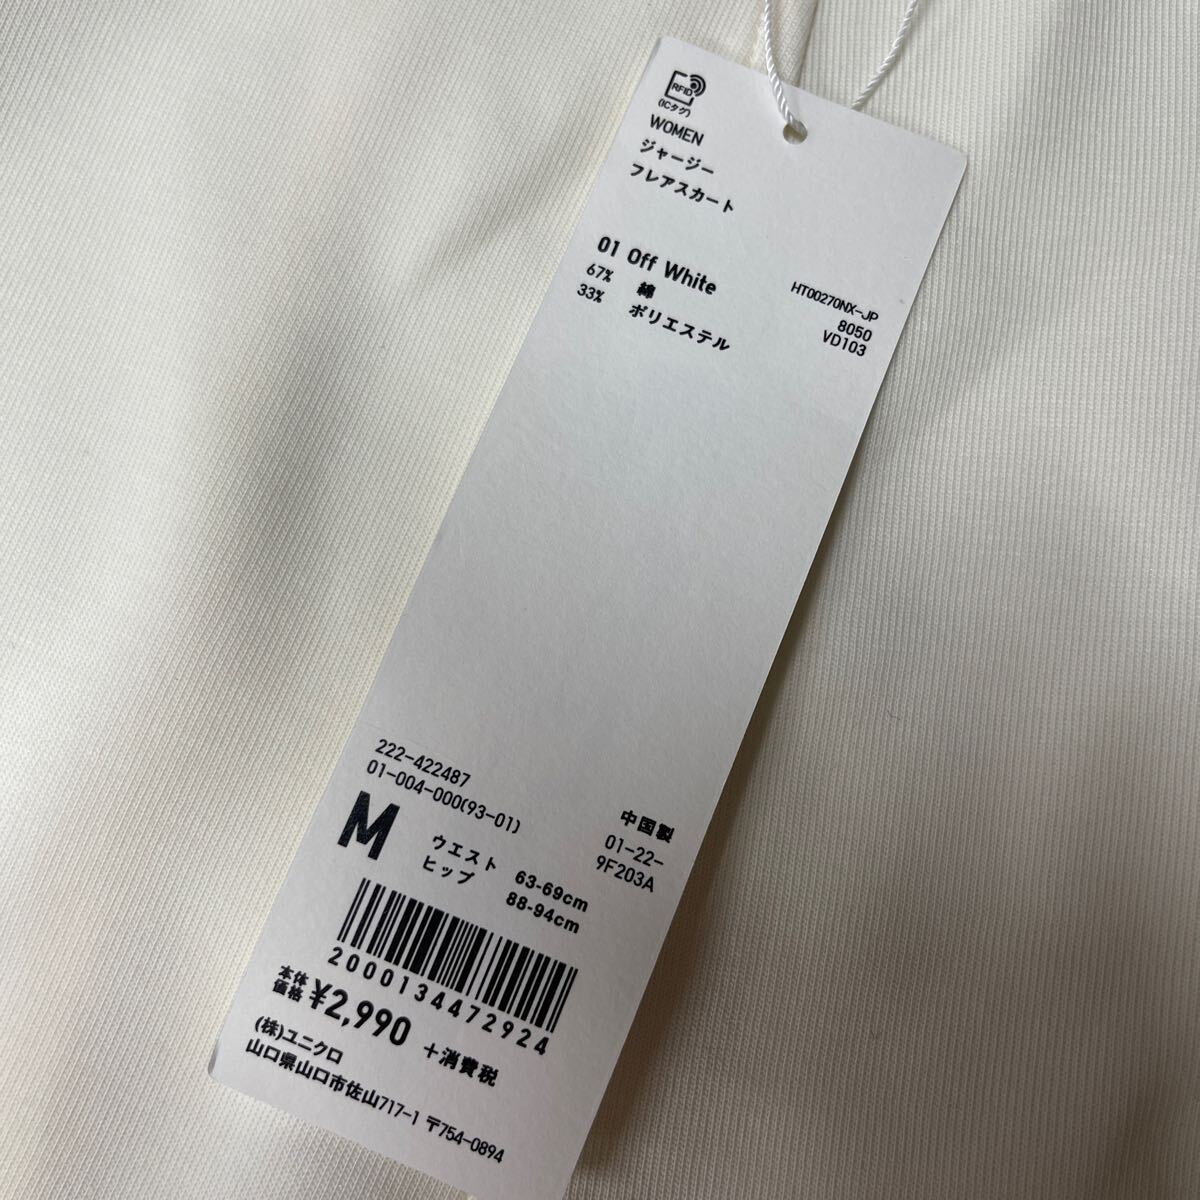 RFID
(ICタグ)
WOMEN
ジャージー
フレアスカート
01 Off White
67% 綿
33% ポリエステル
HT00270NX-JP
8050
VD103
222-422487
01-004-000(93-01)
M
ウエスト 63-69cm
ヒップ 88-94cm
中国製
01-22-
9F203A
2000134472924
本体
価格 ¥2,990 +消費税
(株)ユニクロ
山口県山口市佐山717-1 〒754-0894